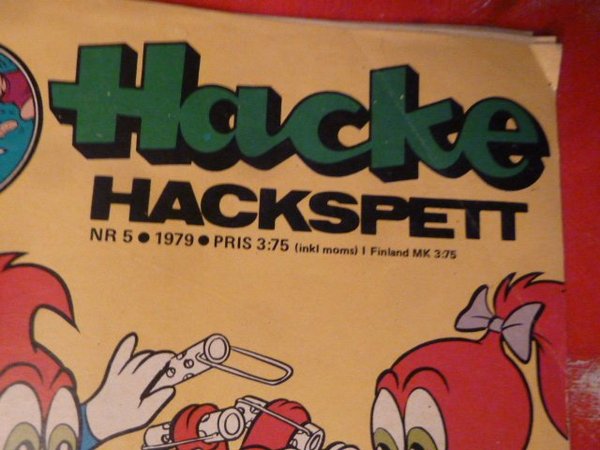 Hacke
HACKSPETT
NR 5 ● 1979 ● PRIS 3:75 (inkl moms) I Finland MK 3:75